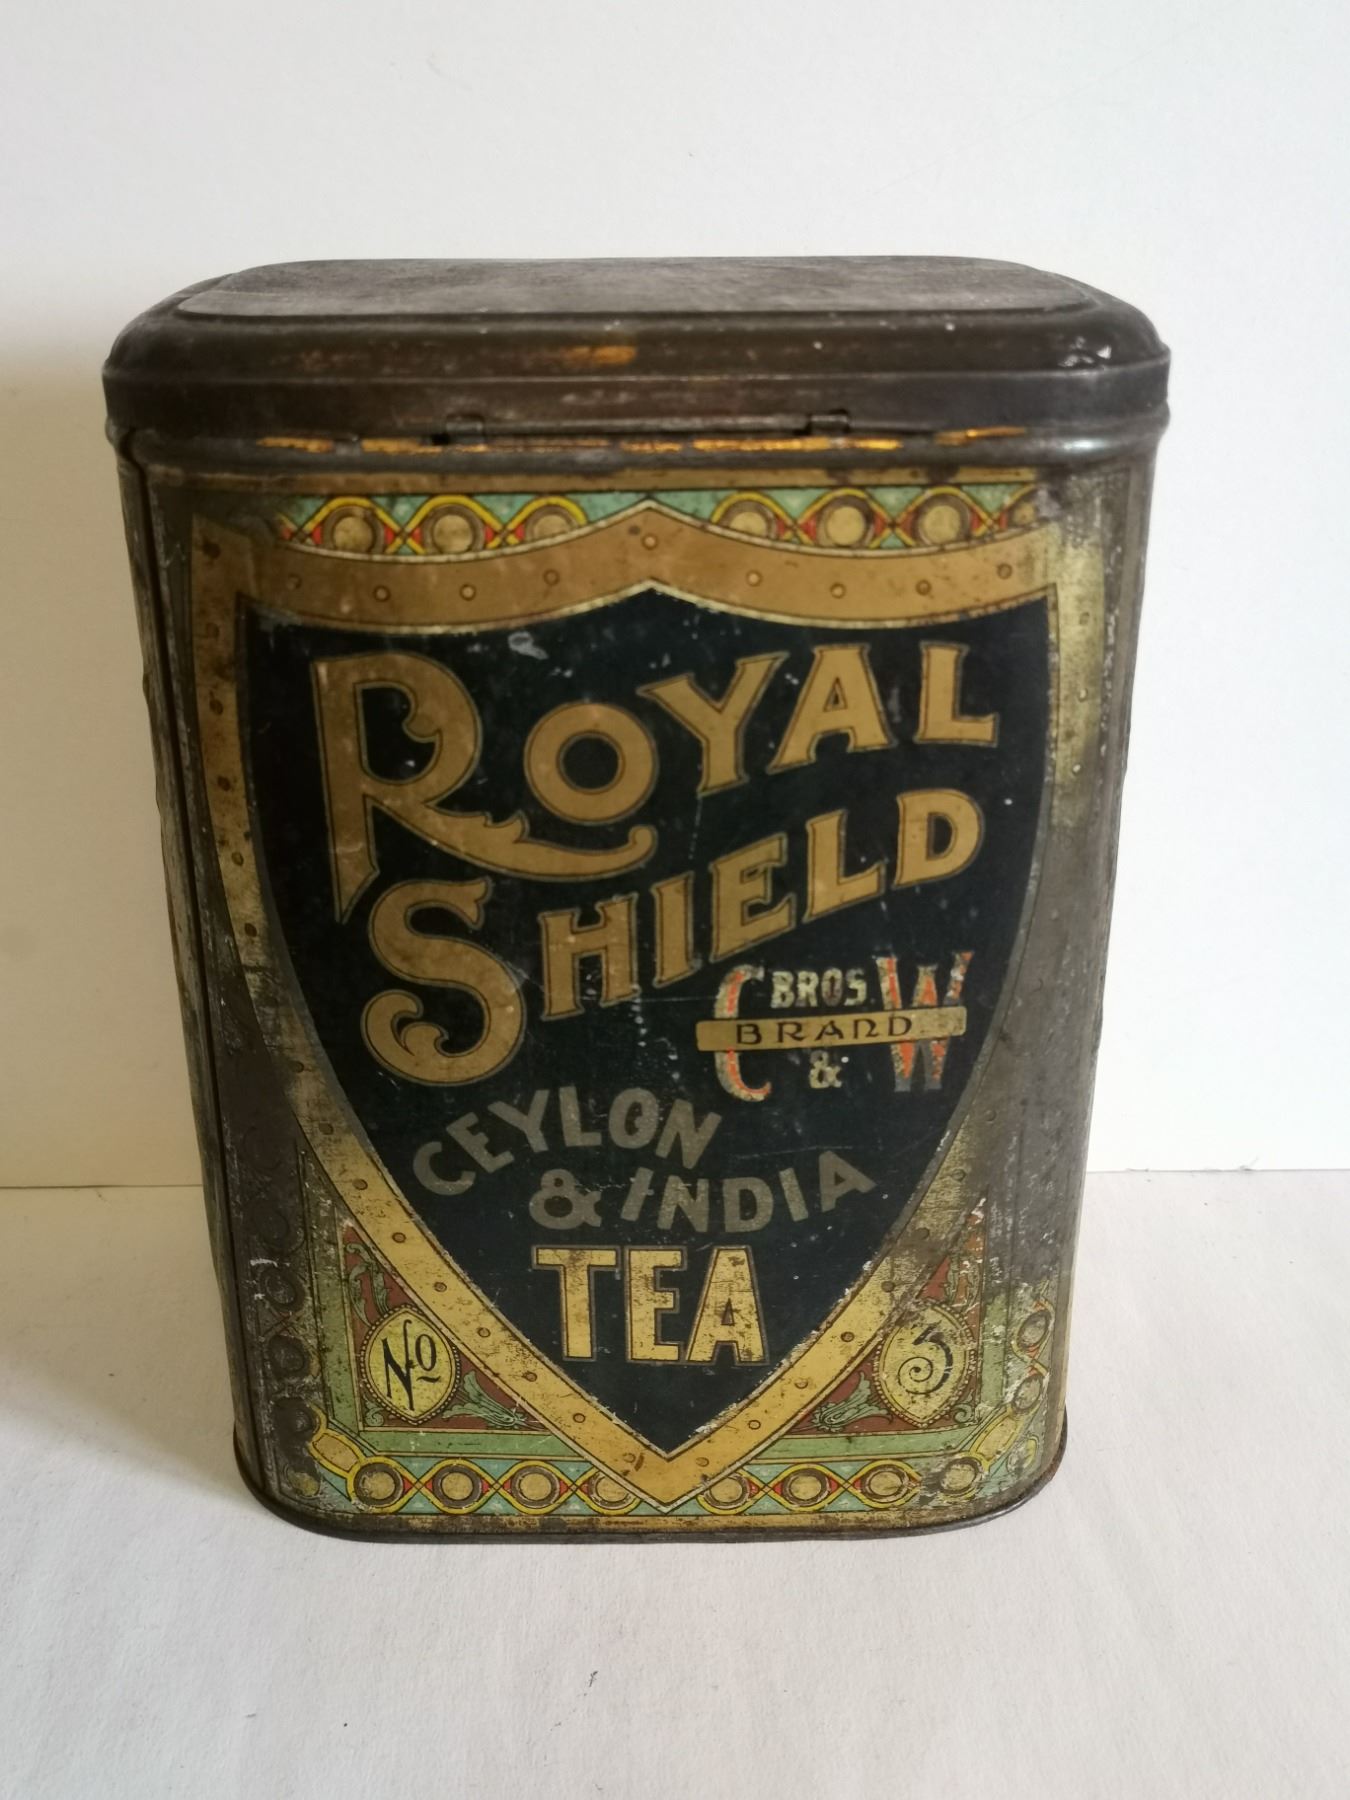 ROYAL
SHIELD
C BROS. & W
BRAND
CEYLON
& INDIA
TEA
No 3